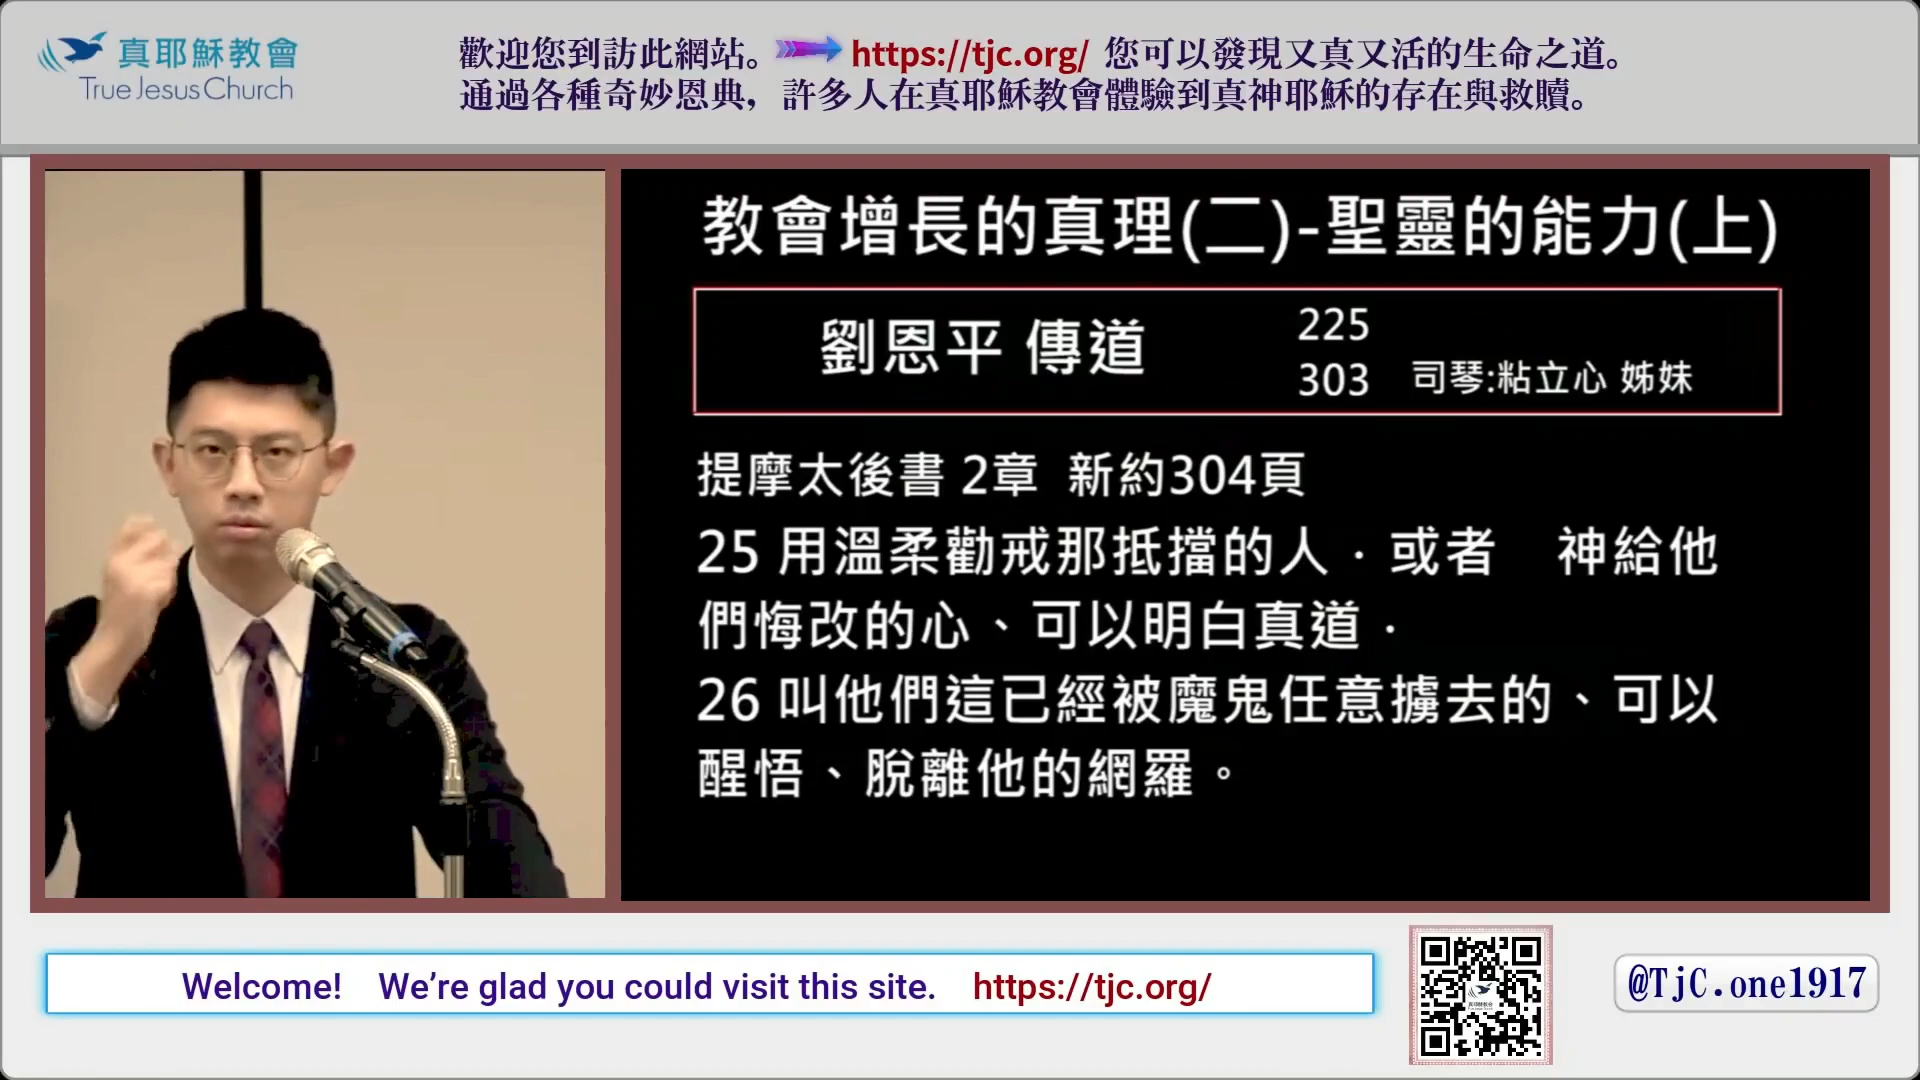 真耶穌教會
True Jesus Church
歡迎您到訪此網站。 https://tjc.org/ 您可以發現又真又活的生命之道。
通過各種奇妙恩典，許多人在真耶穌教會體驗到真神耶穌的存在與救贖。
教會增長的真理(二)-聖靈的能力(上)
劉恩平 傳道
225
303 司琴:粘立心 姊妹
提摩太後書 2章 新約304頁
25 用溫柔勸戒那抵擋的人．或者　神給他
們悔改的心、可以明白真道．
26 叫他們這已經被魔鬼任意擄去的、可以
醒悟、脫離他的網羅。
Welcome! We’re glad you could visit this site. https://tjc.org/
@TjC.one1917